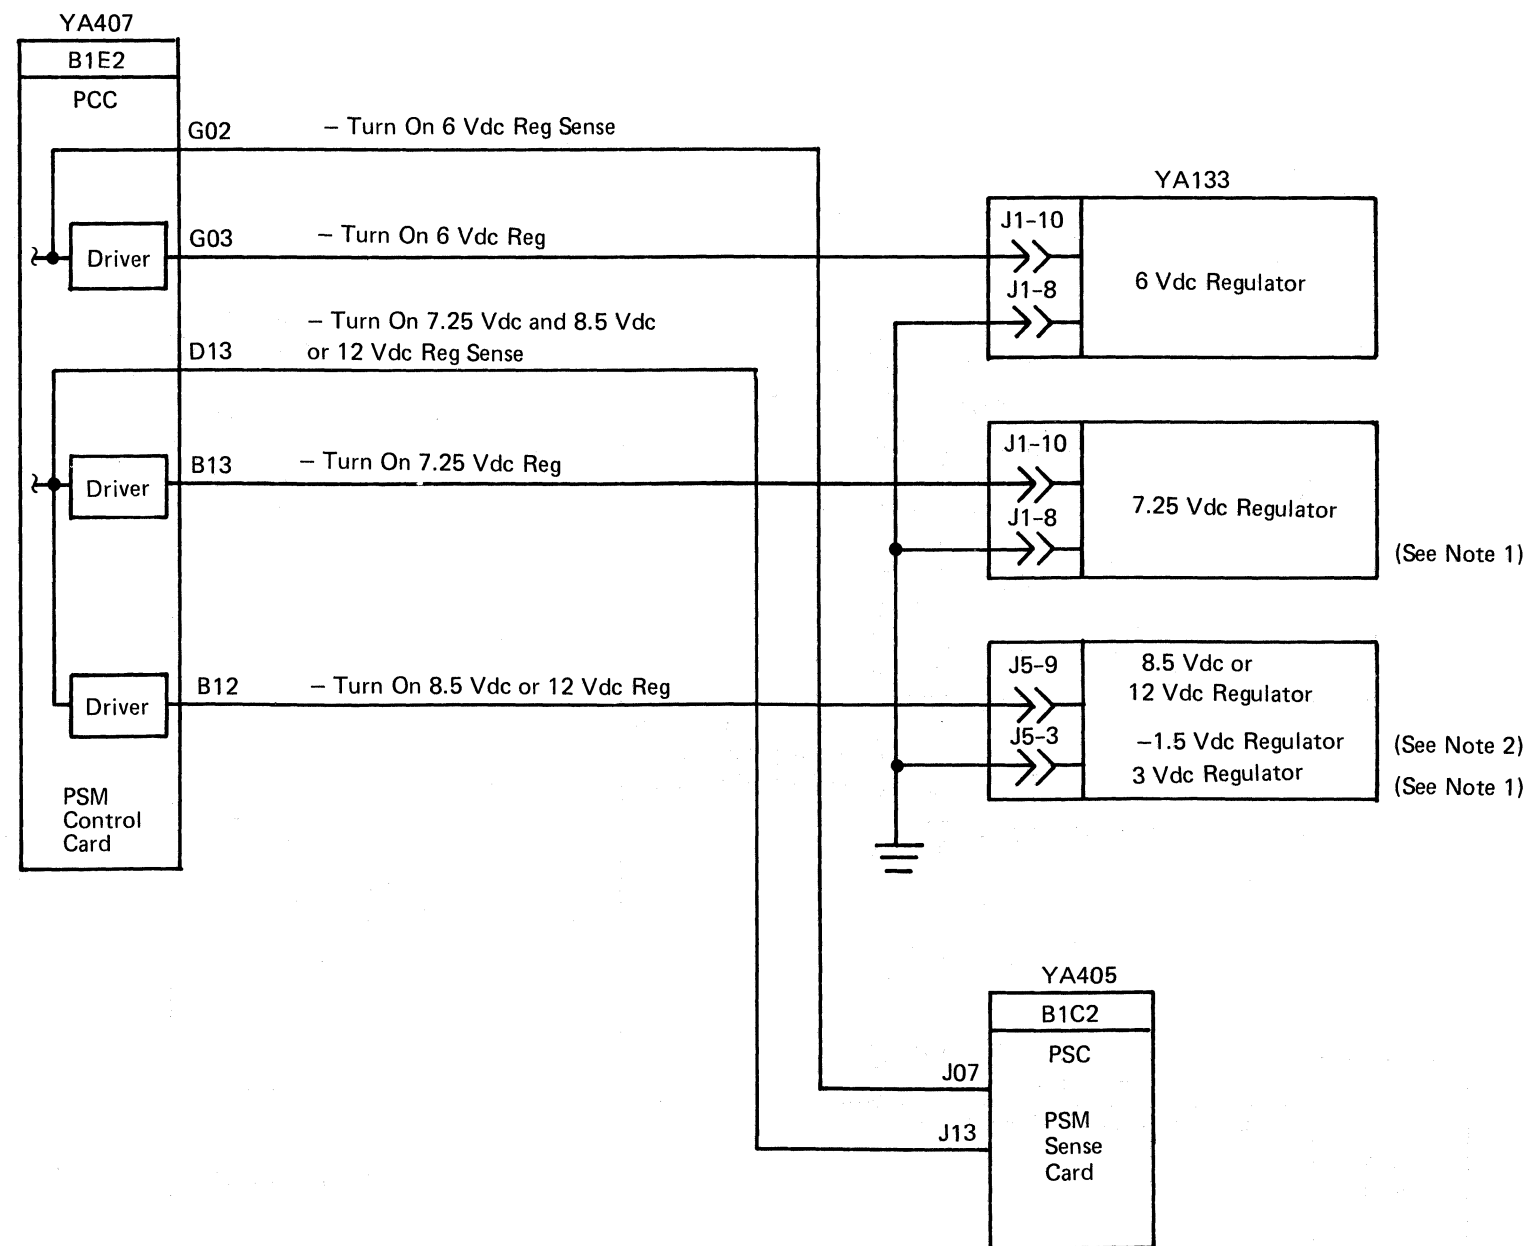 YA407
B1E2
PCC
G02
– Turn On 6 Vdc Reg Sense
YA133
J1-10
G03
– Turn On 6 Vdc Reg
Driver
6 Vdc Regulator
J1-8
– Turn On 7.25 Vdc and 8.5 Vdc
or 12 Vdc Reg Sense
D13
J1-10
B13
– Turn On 7.25 Vdc Reg
Driver
7.25 Vdc Regulator
J1-8
(See Note 1)
J5-9
8.5 Vdc or
12 Vdc Regulator
B12
– Turn On 8.5 Vdc or 12 Vdc Reg
Driver
J5-3
–1.5 Vdc Regulator
(See Note 2)
3 Vdc Regulator
(See Note 1)
PSM
Control
Card
YA405
B1C2
PSC
J07
J13
PSM
Sense
Card